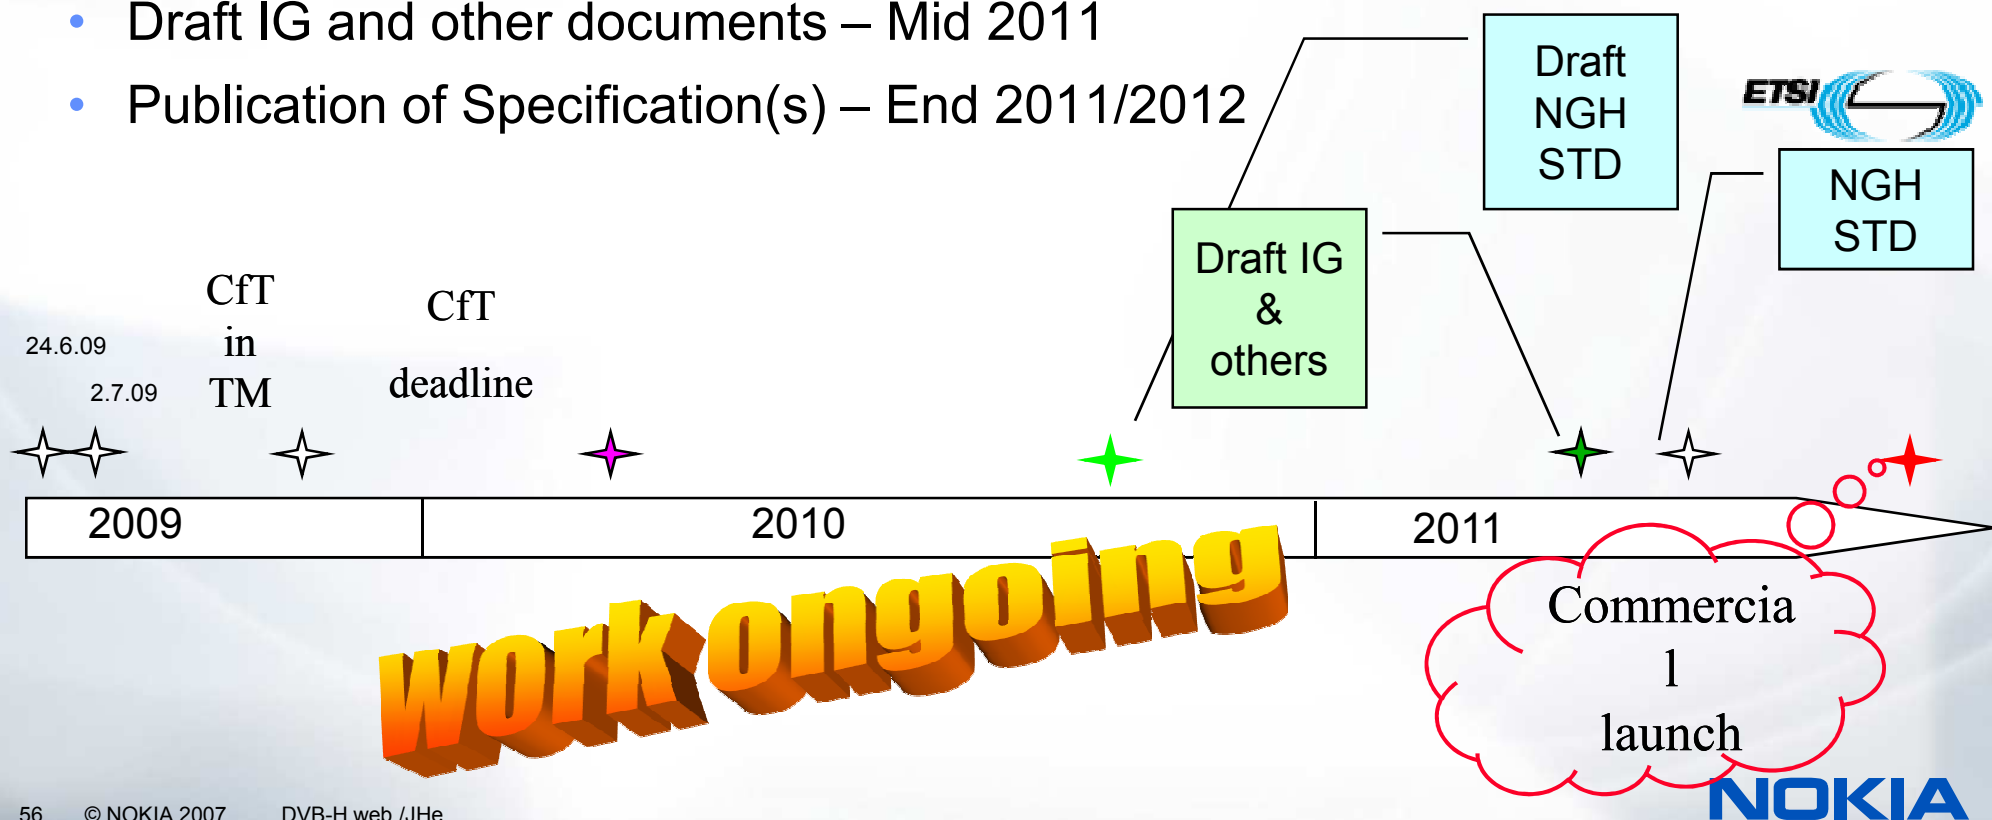 • Draft IG and other documents – Mid 2011
• Publication of Specification(s) – End 2011/2012
Draft
NGH
STD
ETSI
NGH
STD
Draft IG
&
others
CfT
in
TM
CfT
deadline
24.6.09
2.7.09
2009
2010
2011
work ongoing
Commercia
l
launch
56 © NOKIA 2007 DVB-H web /JHe
NOKIA